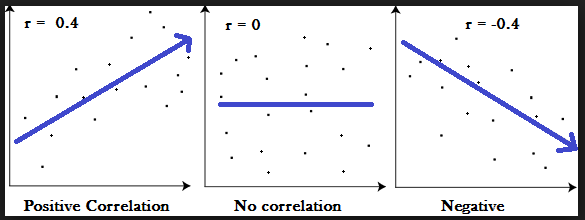 r = 0.4
r = 0
r = -0.4
Positive Correlation
No correlation
Negative